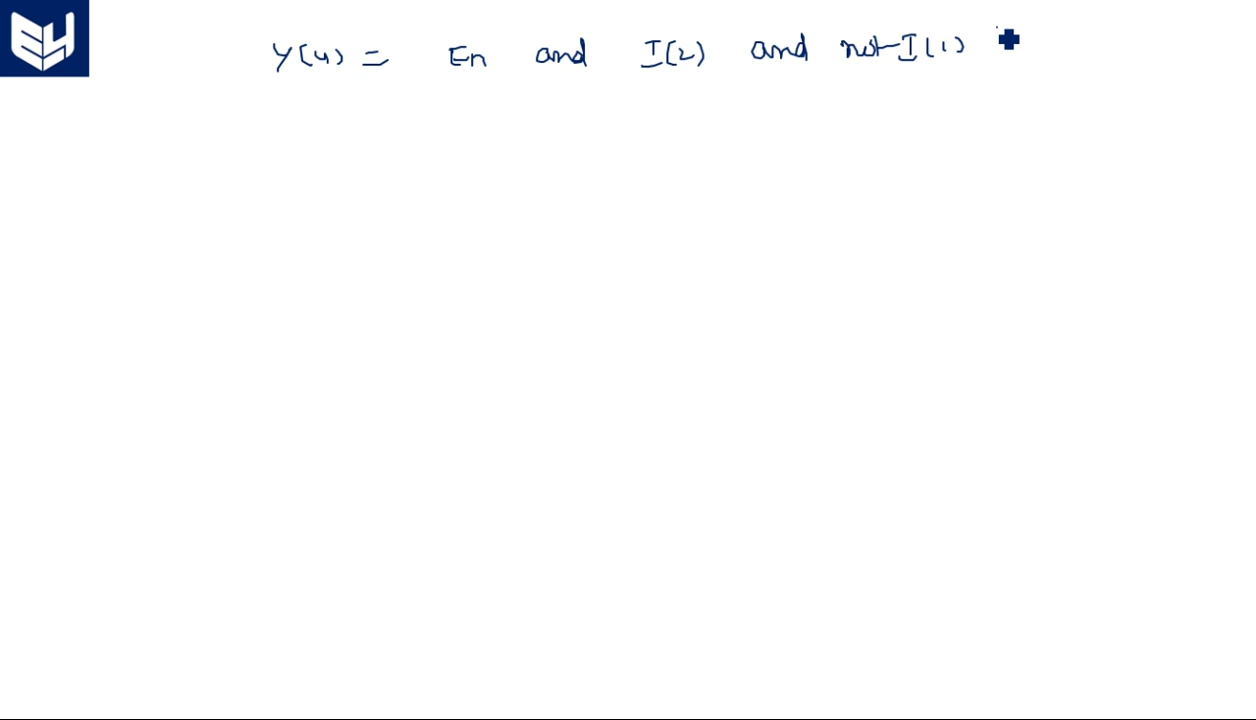 Y(4) = En and I(2) and not I(1)